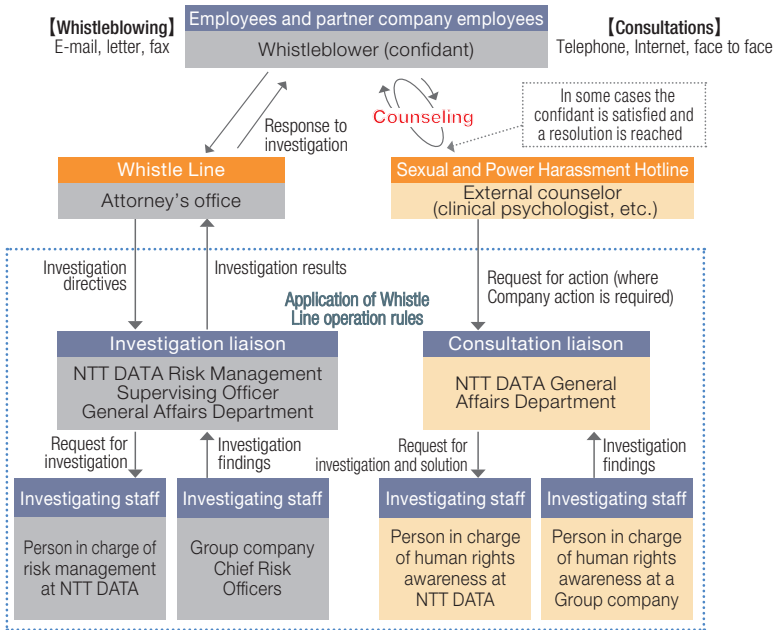 【Whistleblowing】
E-mail, letter, fax
Employees and partner company employees
Whistleblower (confidant)
【Consultations】
Telephone, Internet, face to face
Response to
investigation
Counseling
In some cases the
confidant is satisfied and
a resolution is reached
Whistle Line
Attorney's office
Sexual and Power Harassment Hotline
External counselor
(clinical psychologist, etc.)
Investigation
directives
Investigation results
Application of Whistle
Line operation rules
Request for action (where
Company action is required)
Investigation liaison
NTT DATA Risk Management
Supervising Officer
General Affairs Department
Consultation liaison
NTT DATA General
Affairs Department
Request for
investigation
Investigation
findings
Request for
investigation and solution
Investigation
findings
Investigating staff
Person in charge of
risk management
at NTT DATA
Investigating staff
Group company
Chief Risk
Officers
Investigating staff
Person in charge
of human rights
awareness at
NTT DATA
Investigating staff
Person in charge
of human rights
awareness at a
Group company